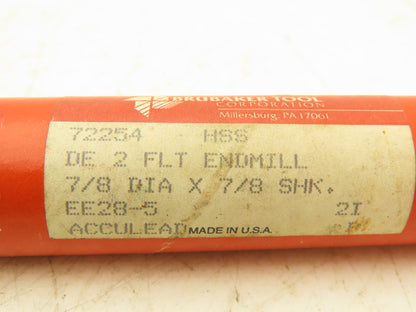 BRUBAKER TOOL
CORPORATION
Millersburg, PA 17061
72254 HSS
DE 2 FLT ENDMILL
7/8 DIA X 7/8 SHK.
EE28-5 2I
ACCULEAD MADE IN U.S.A.